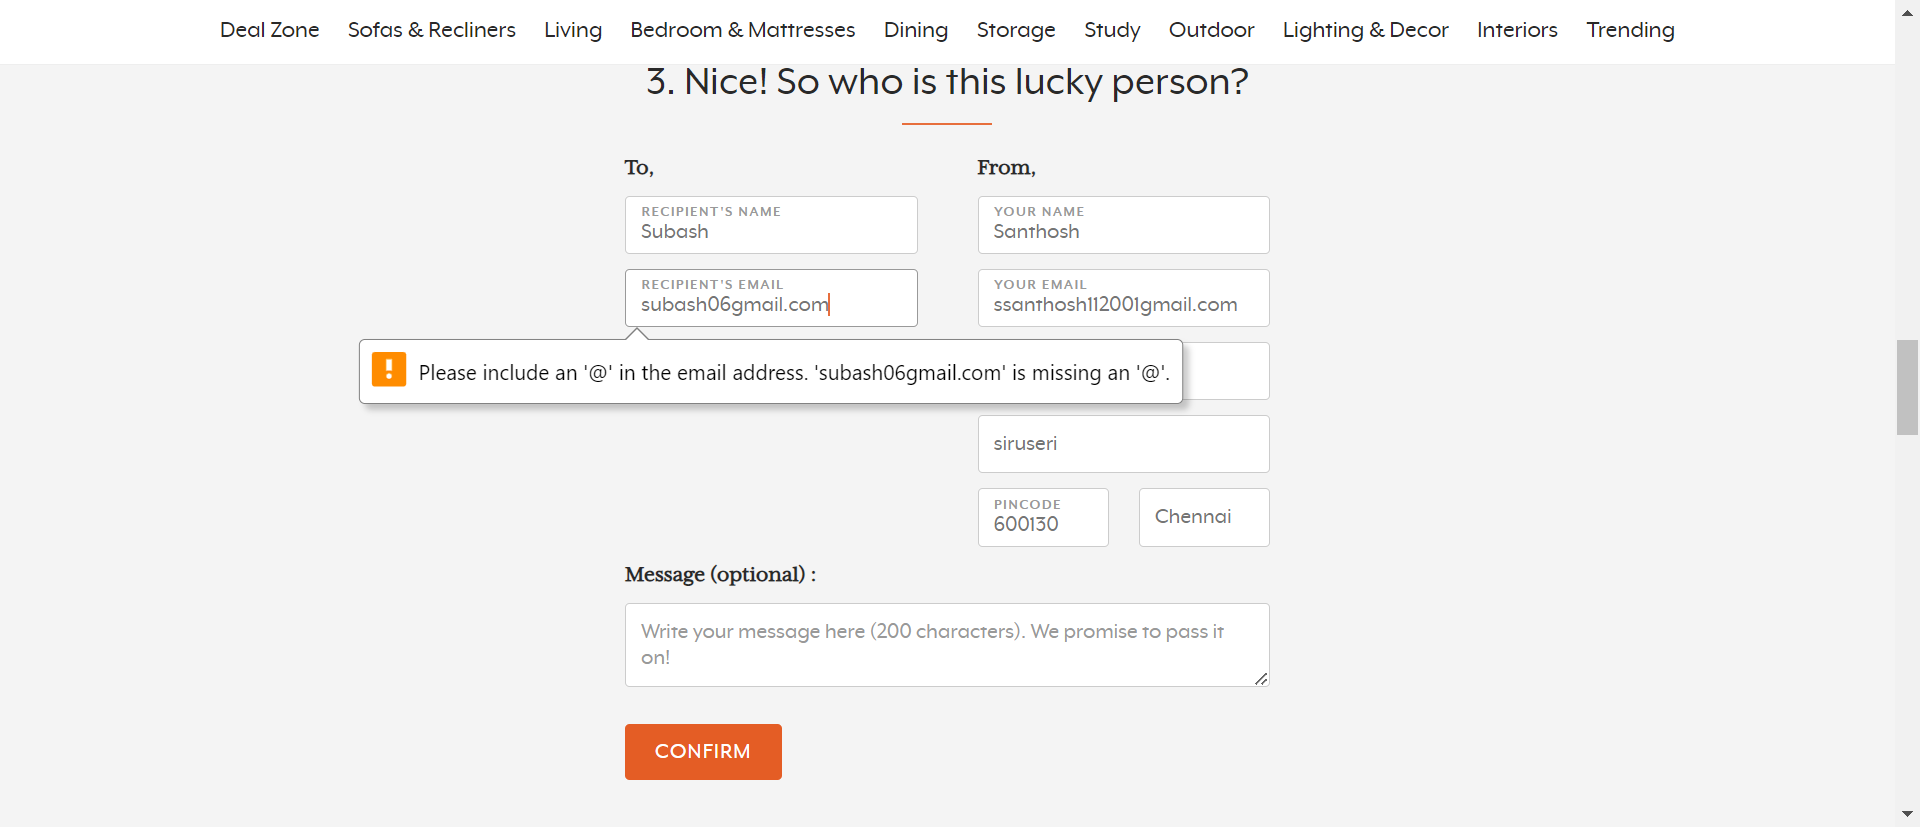 Deal Zone Sofas & Recliners Living Bedroom & Mattresses Dining Storage Study Outdoor Lighting & Decor Interiors Trending
3. Nice! So who is this lucky person?
To,
RECIPIENT'S NAME
Subash
RECIPIENT'S EMAIL
subash06gmail.com
Please include an '@' in the email address. 'subash06gmail.com' is missing an '@'.
From,
YOUR NAME
Santhosh
YOUR EMAIL
ssanthosh112001gmail.com
siruseri
PINCODE
600130
Chennai
Message (optional) :
Write your message here (200 characters). We promise to pass it
on!
CONFIRM